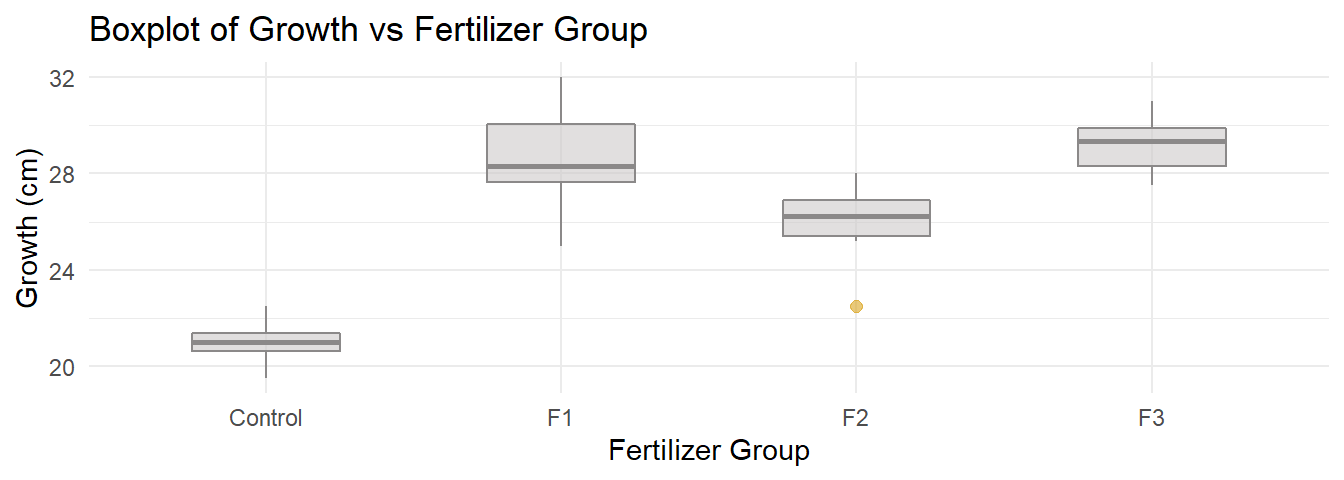 Boxplot of Growth vs Fertilizer Group
Growth (cm)
32
28
24
20
Control F1 F2 F3
Fertilizer Group